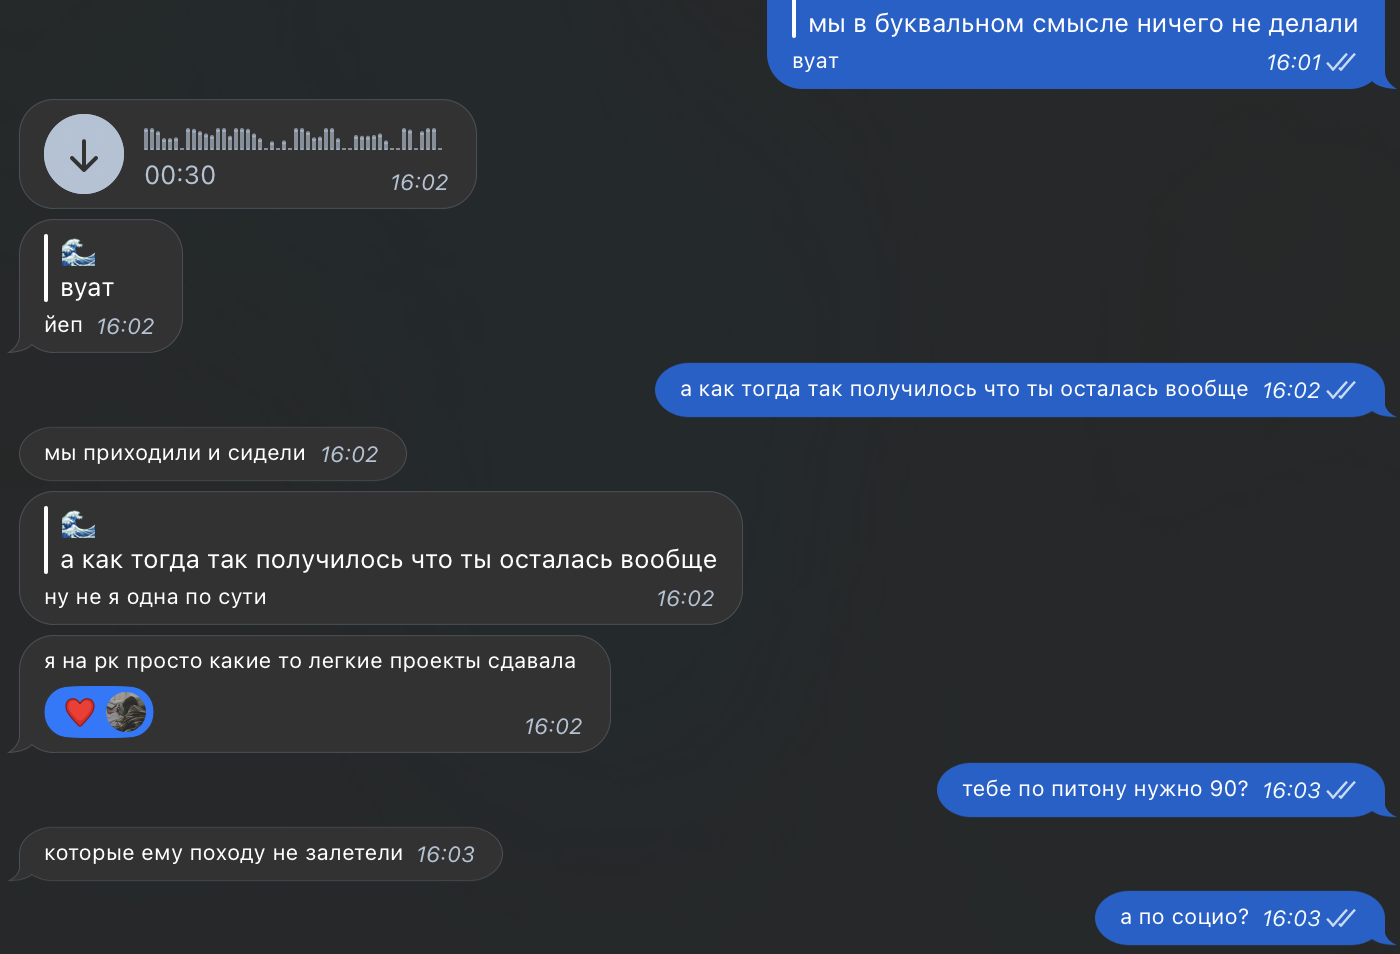 мы в буквальном смысле ничего не делали
вуат
16:01
00:30
16:02
🌊
вуат
йеп 16:02
а как тогда так получилось что ты осталась вообще 16:02
мы приходили и сидели 16:02
🌊
а как тогда так получилось что ты осталась вообще
ну не я одна по сути
16:02
я на рк просто какие то легкие проекты сдавала
❤️
16:02
тебе по питону нужно 90? 16:03
которые ему походу не залетели 16:03
а по социо? 16:03